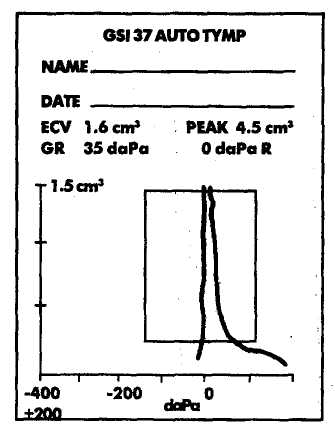 GSI 37 AUTO TYMP
NAME
DATE
ECV 1.6 cm³ PEAK 4.5 cm³
GR 35 daPa 0 daPa R
1.5 cm³
-400 -200 0
daPa
+200